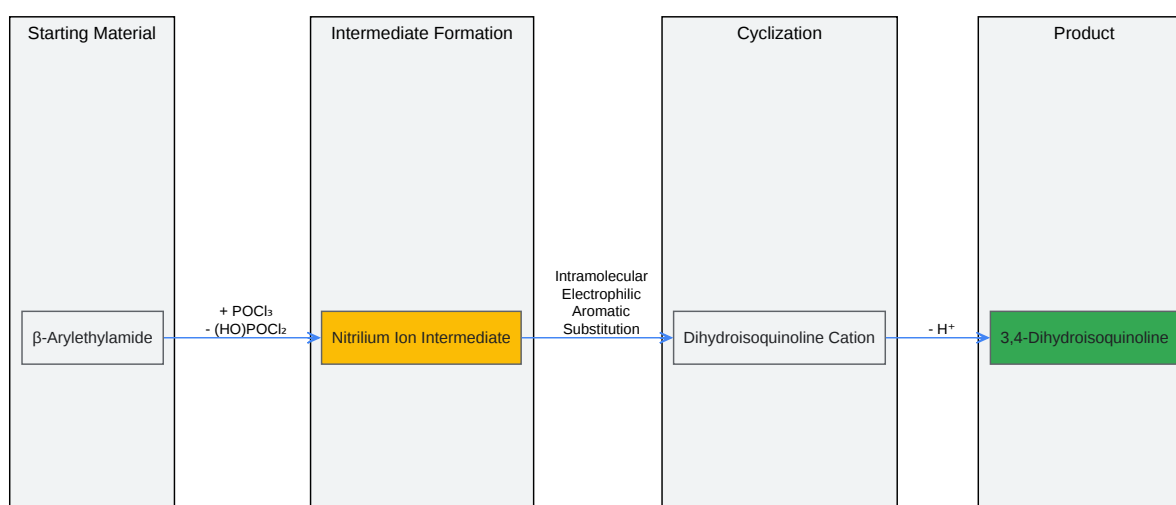 Starting Material
Intermediate Formation
Cyclization
Product
β-Arylethylamide
+ POCl₃
- (HO)POCl₂
Nitrilium Ion Intermediate
Intramolecular
Electrophilic
Aromatic
Substitution
Dihydroisoquinoline Cation
- H⁺
3,4-Dihydroisoquinoline